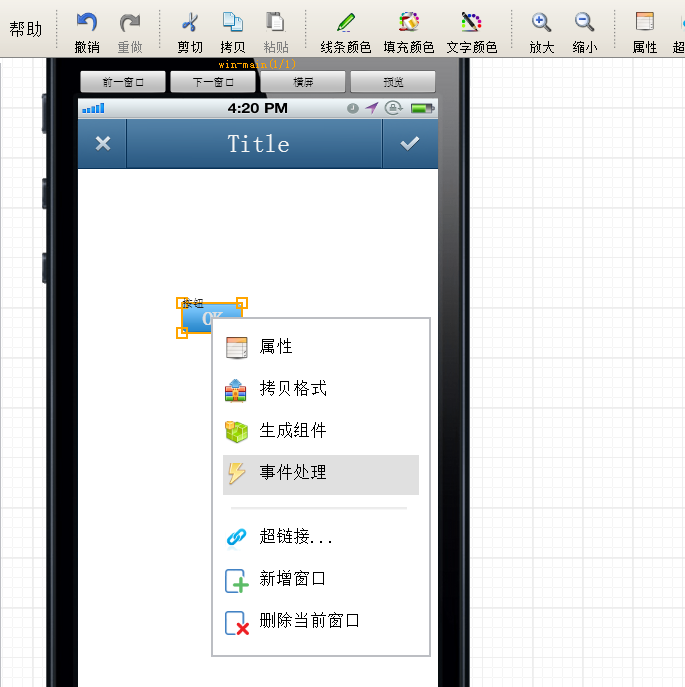 帮助
撤销 重做 剪切 拷贝 粘贴 线条颜色 填充颜色 文字颜色 放大 缩小 属性
win-main(1/1)
前一窗口 下一窗口 横屏 预览
4:20 PM
Title
按钮
OK
属性
拷贝格式
生成组件
事件处理
超链接...
新增窗口
删除当前窗口